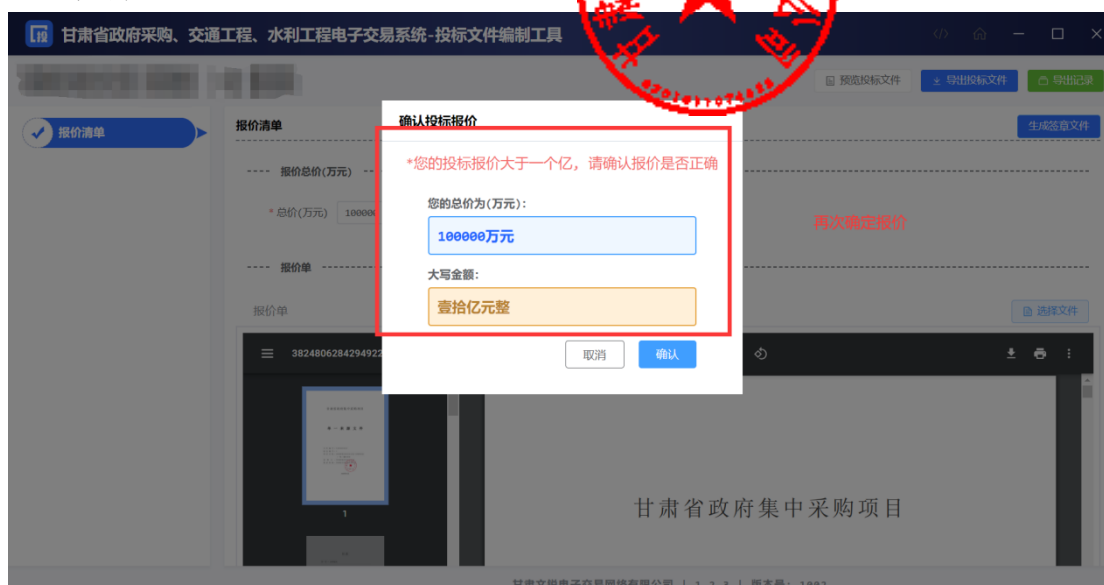 甘肃省政府采购、交通工程、水利工程电子交易系统-投标文件编制工具
预览投标文件
导出投标文件
导出记录
报价清单
报价清单
生成签章文件
确认投标报价
*您的投标报价大于一个亿，请确认报价是否正确
---- 报价总价(万元)
您的总价为(万元):
* 总价(万元)
100000万元
再次确定报价
---- 报价单
大写金额:
壹拾亿元整
报价单
选择文件
取消
确认
3824806284294922
甘肃省政府集中采购项目
1